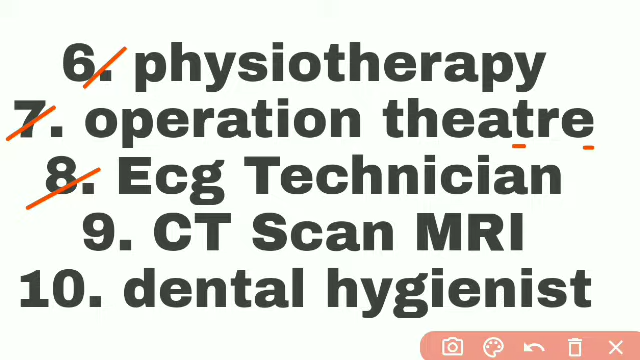 6. physiotherapy
7. operation theatre
8. Ecg Technician
9. CT Scan MRI
10. dental hygienist